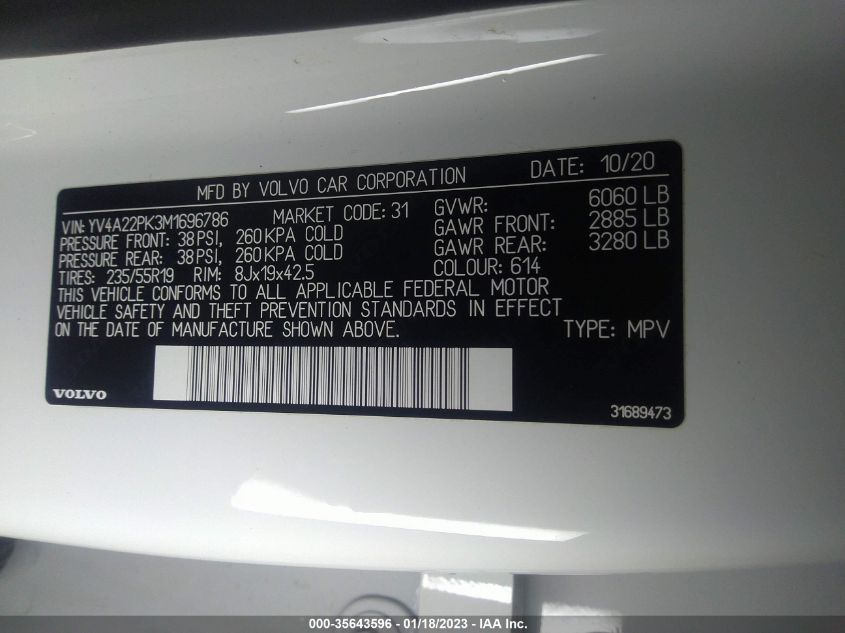 MFD BY VOLVO CAR CORPORATION DATE: 10/20
VIN: YV4A22PK3M1696786 MARKET CODE: 31 GVWR: 6060 LB
PRESSURE FRONT: 38 PSI, 260 KPA COLD GAWR FRONT: 2885 LB
PRESSURE REAR: 38 PSI, 260 KPA COLD GAWR REAR: 3280 LB
TIRES: 235/55R19 RIM: 8Jx19x42.5 COLOUR: 614
THIS VEHICLE CONFORMS TO ALL APPLICABLE FEDERAL MOTOR
VEHICLE SAFETY AND THEFT PREVENTION STANDARDS IN EFFECT
ON THE DATE OF MANUFACTURE SHOWN ABOVE. TYPE: MPV
VOLVO
31689473
000-35643596 - 01/18/2023 - IAA Inc.